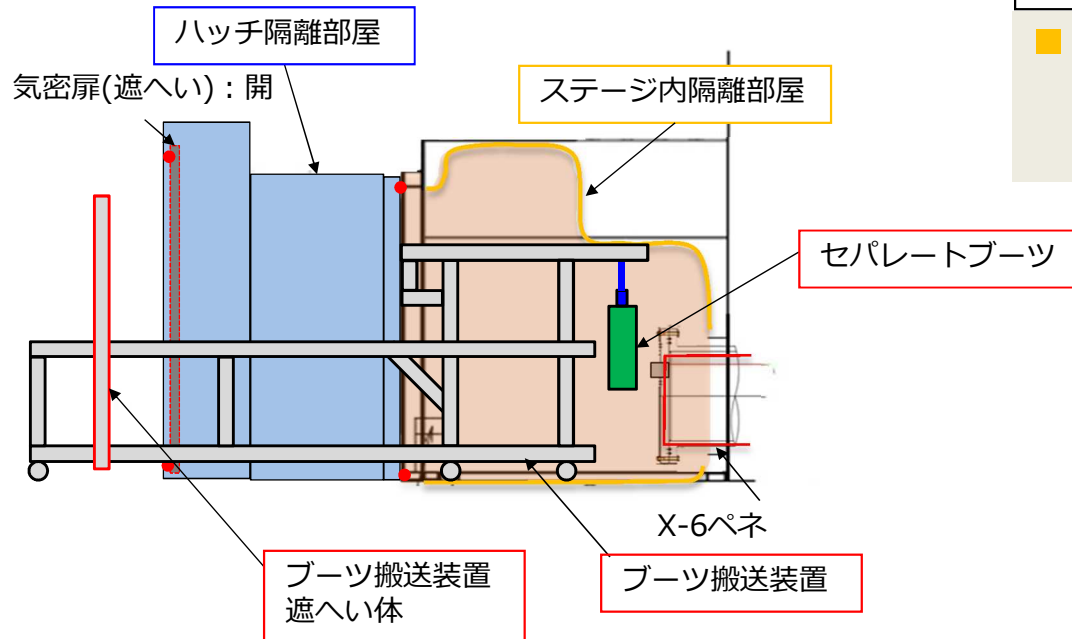 ハッチ隔離部屋
気密扉(遮へい)：開
ステージ内隔離部屋
セパレートブーツ
X-6ペネ
ブーツ搬送装置
遮へい体
ブーツ搬送装置